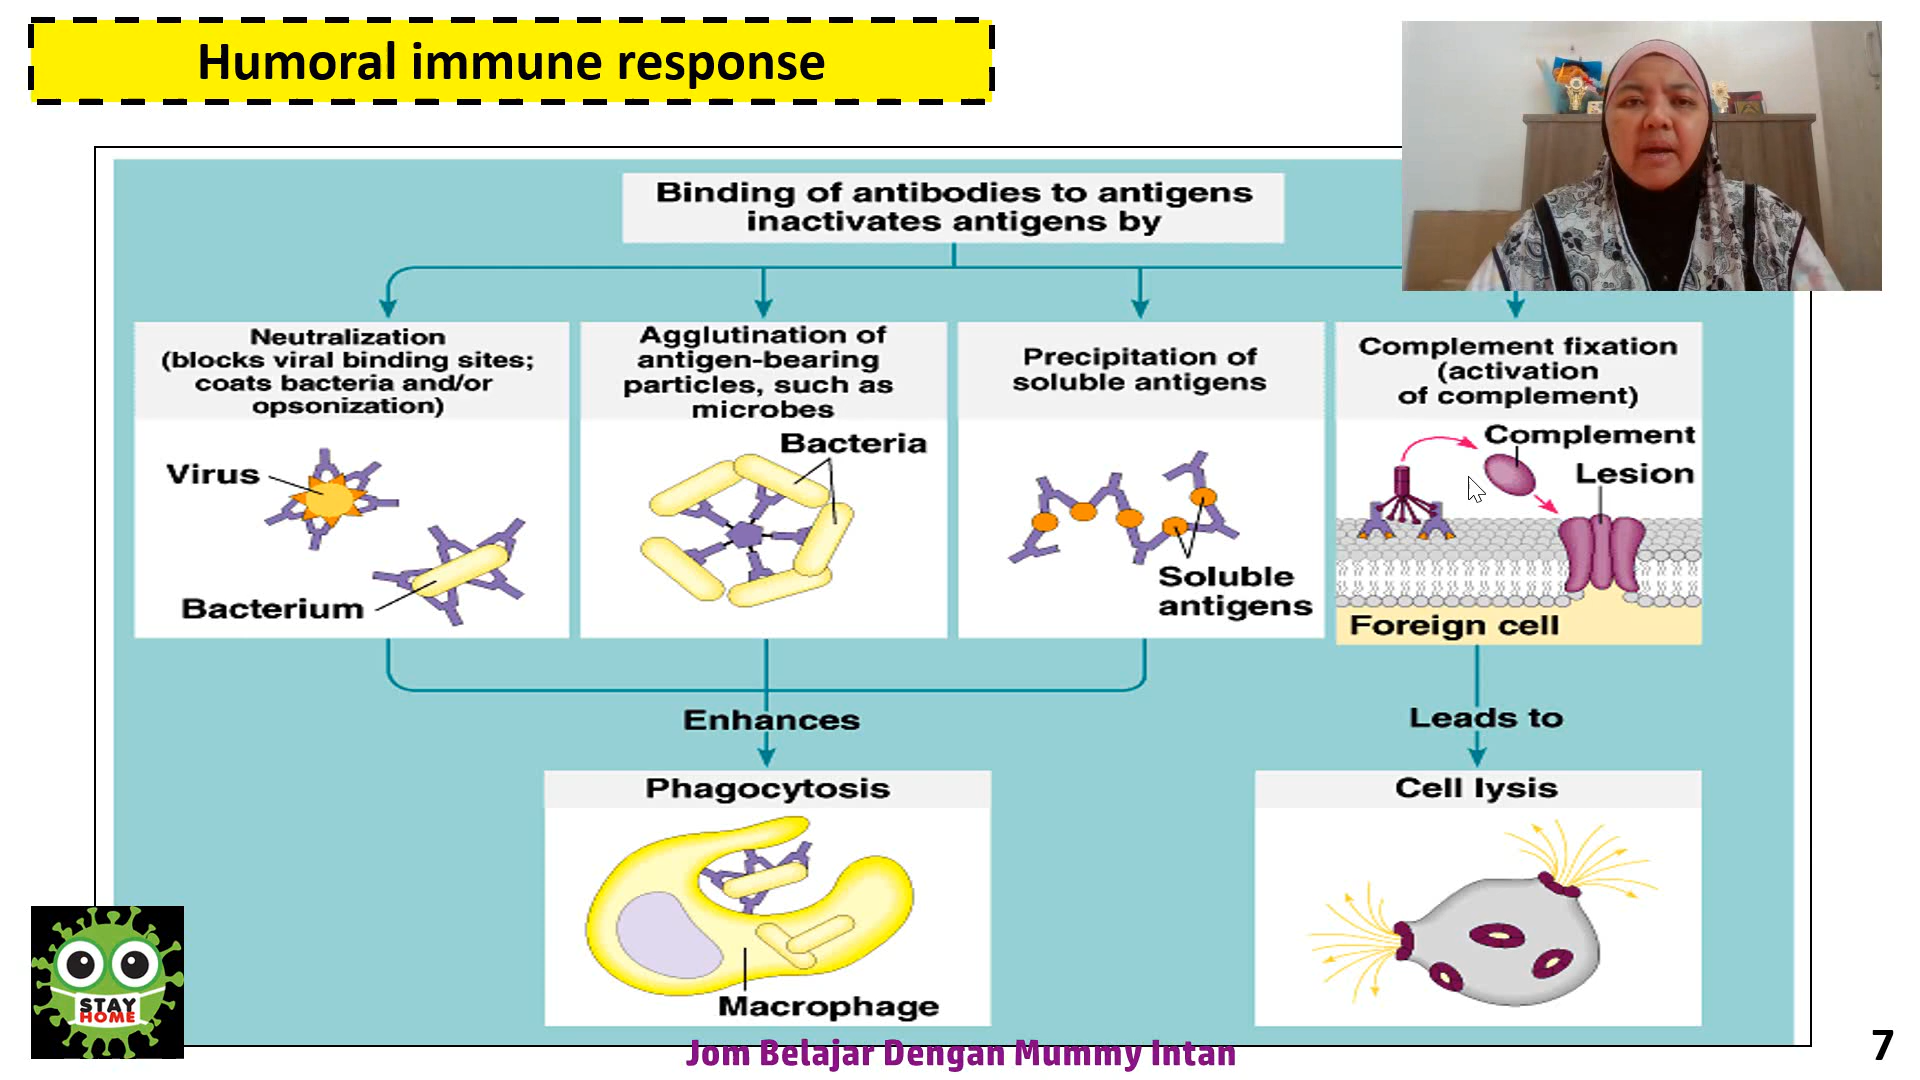 Humoral immune response
Binding of antibodies to antigens
inactivates antigens by
Neutralization
(blocks viral binding sites;
coats bacteria and/or
opsonization)
Agglutination of
antigen-bearing
particles, such as
microbes
Precipitation of
soluble antigens
Complement fixation
(activation
of complement)
Virus
Bacterium
Bacteria
Soluble
antigens
Complement
Lesion
Foreign cell
Enhances
Leads to
Phagocytosis
Macrophage
Cell lysis
STAY
HOME
Jom Belajar Dengan Mummy Intan
7